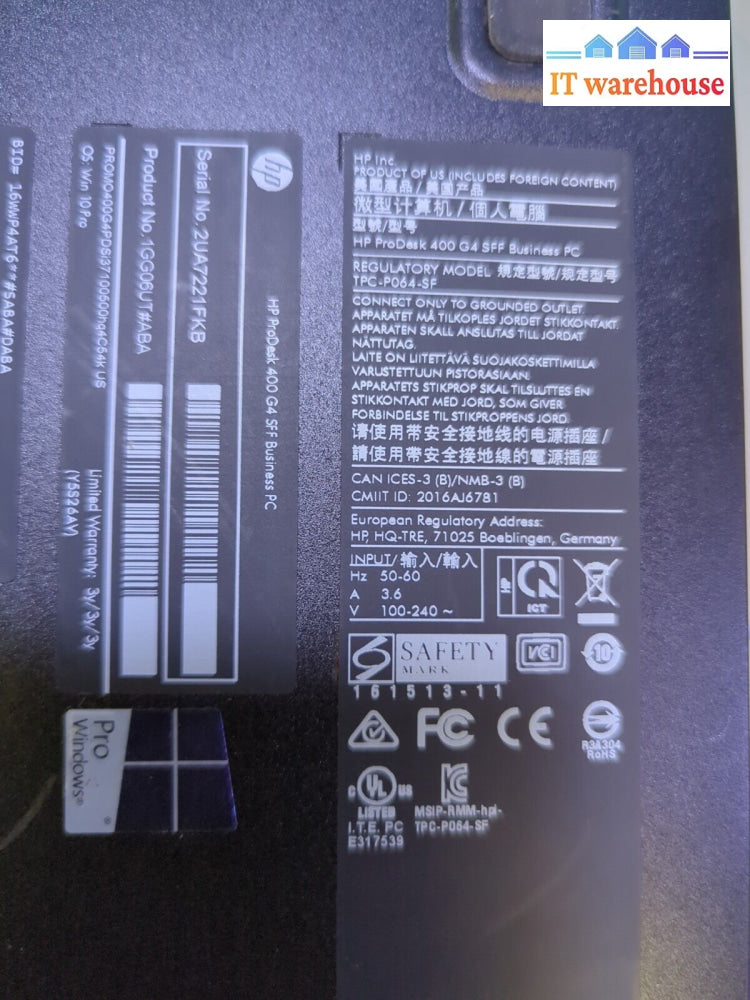 IT warehouse
BID= 16WWP4AT6**#SABA#DABA
HP ProDesk 400 G4 SFF Business PC
Serial No. 2UA7221FKB
Product No. 1GG06UT#ABA
OS: Win 10 Pro
Limited Warranty: 3y/3y/3y
(Y5S26AV)
hp
Windows®
Pro
HP Inc.
PRODUCT OF US (INCLUDES FOREIGN CONTENT)
美國產品 / 美国产品
微型计算机 / 個人電腦
型號/型号
HP ProDesk 400 G4 SFF Business PC
REGULATORY MODEL 規定型號/规定型号
TPC-P064-SF
CONNECT ONLY TO GROUNDED OUTLET.
APPARATET MÅ TILKOPLES JORDET STIKKONTAKT.
APPARATEN SKALL ANSLUTAS TILL JORDAT
NÄTTUTAG.
LAITE ON LIITETTÄVÄ SUOJAKOSKETTIMILLA
VARUSTETTUUN PISTORASIAAN.
APPARATETS STIKPROP SKAL TILSLUTTES EN
STIKKONTAKT MED JORD, SOM GIVER
FORBINDELSE TIL STIKPROPPENS JORD.
请使用带安全接地线的电源插座 /
請使用帶安全接地線的電源插座
CAN ICES-3 (B)/NMB-3 (B)
CMIIT ID: 2016AJ6781
European Regulatory Address:
HP, HQ-TRE, 71025 Boeblingen, Germany
INPUT/ 输入/輸入
Hz 50-60
A 3.6
V 100-240 ~
HP
ICT
SAFETY
MARK
161513-11
VCI
10
FC CE
R3A304
RoHS
c UL us
LISTED
I.T.E. PC
E317539
MSIP-RMM-hpi-
TPC-P064-SF